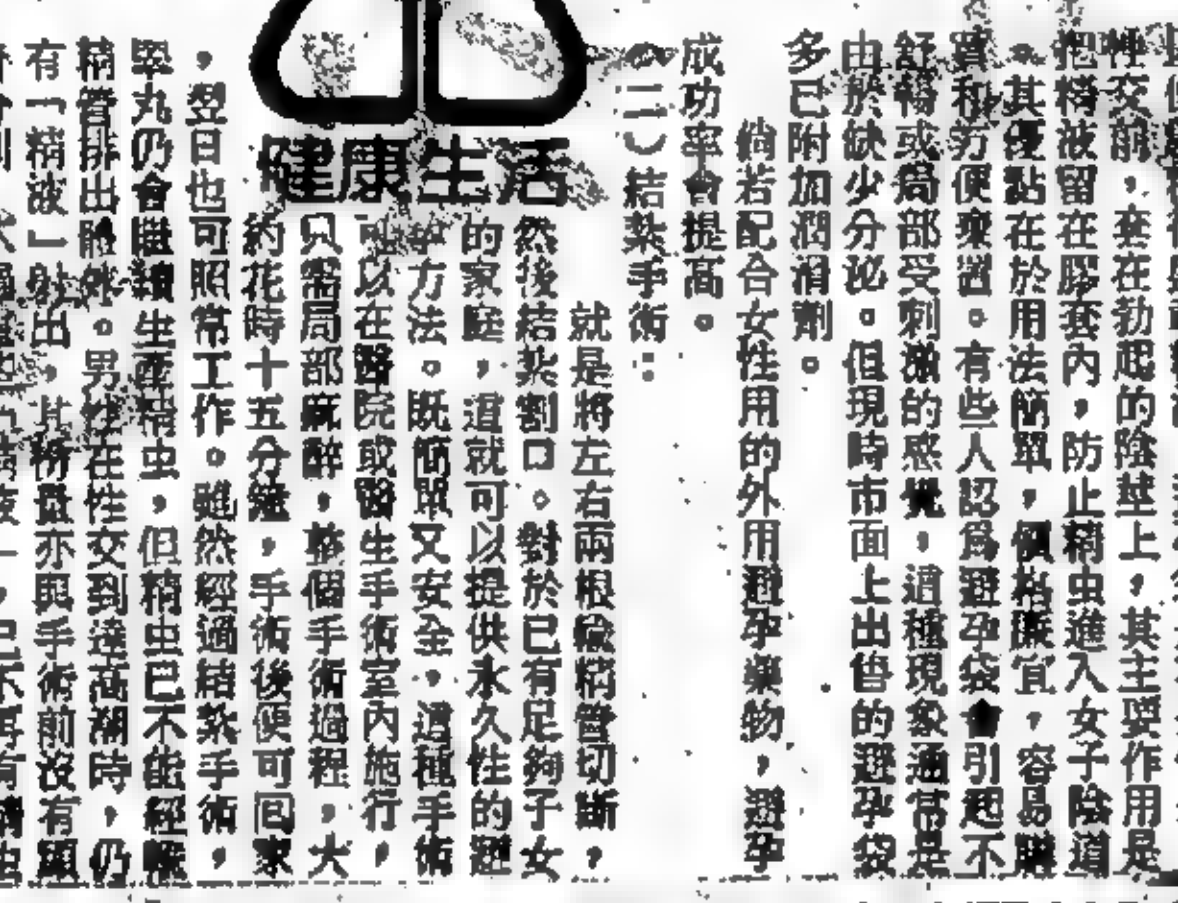 性交前，套在勃起的陰莖上，其主要作用是
把精液留在膠套內，防止精虫進入女子陰道
。其優點在於用法簡單，價格廉宜，容易購
買和方便棄置。有些人認爲避孕袋會引起不
舒暢或局部受刺激的感覺，這種現象通常是
由於缺少分泌。但現時市面上出售的避孕袋
多已附加潤滑劑。
倘若配合女性用的外用避孕藥物，避孕
成功率會提高。
（二）結紮手術：
就是將左右兩根輸精管切斷，
然後結紮割口。對於已有足夠子女
的家庭，這就可以提供永久性的避
孕方法。既簡單又安全，這種手術
可以在醫院或醫生手術室內施行，
只需局部麻醉，整個手術過程，大
約花時十五分鐘，手術後便可囘家
健康生活
，翌日也可照常工作。雖然經過結紮手術，
睪丸仍會繼續生產精虫，但精虫已不能經輸
精管排出體外。男性在性交到達高潮時，仍
有「精液」射出，其份量亦與手術前沒有與